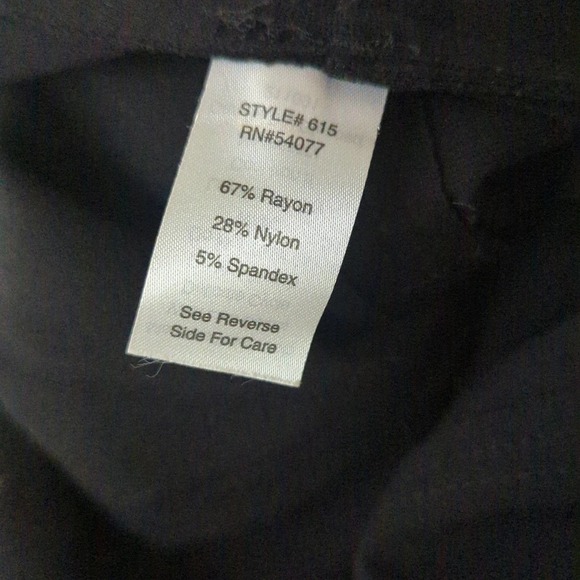 STYLE# 615
RN#54077
67% Rayon
28% Nylon
5% Spandex
See Reverse
Side For Care